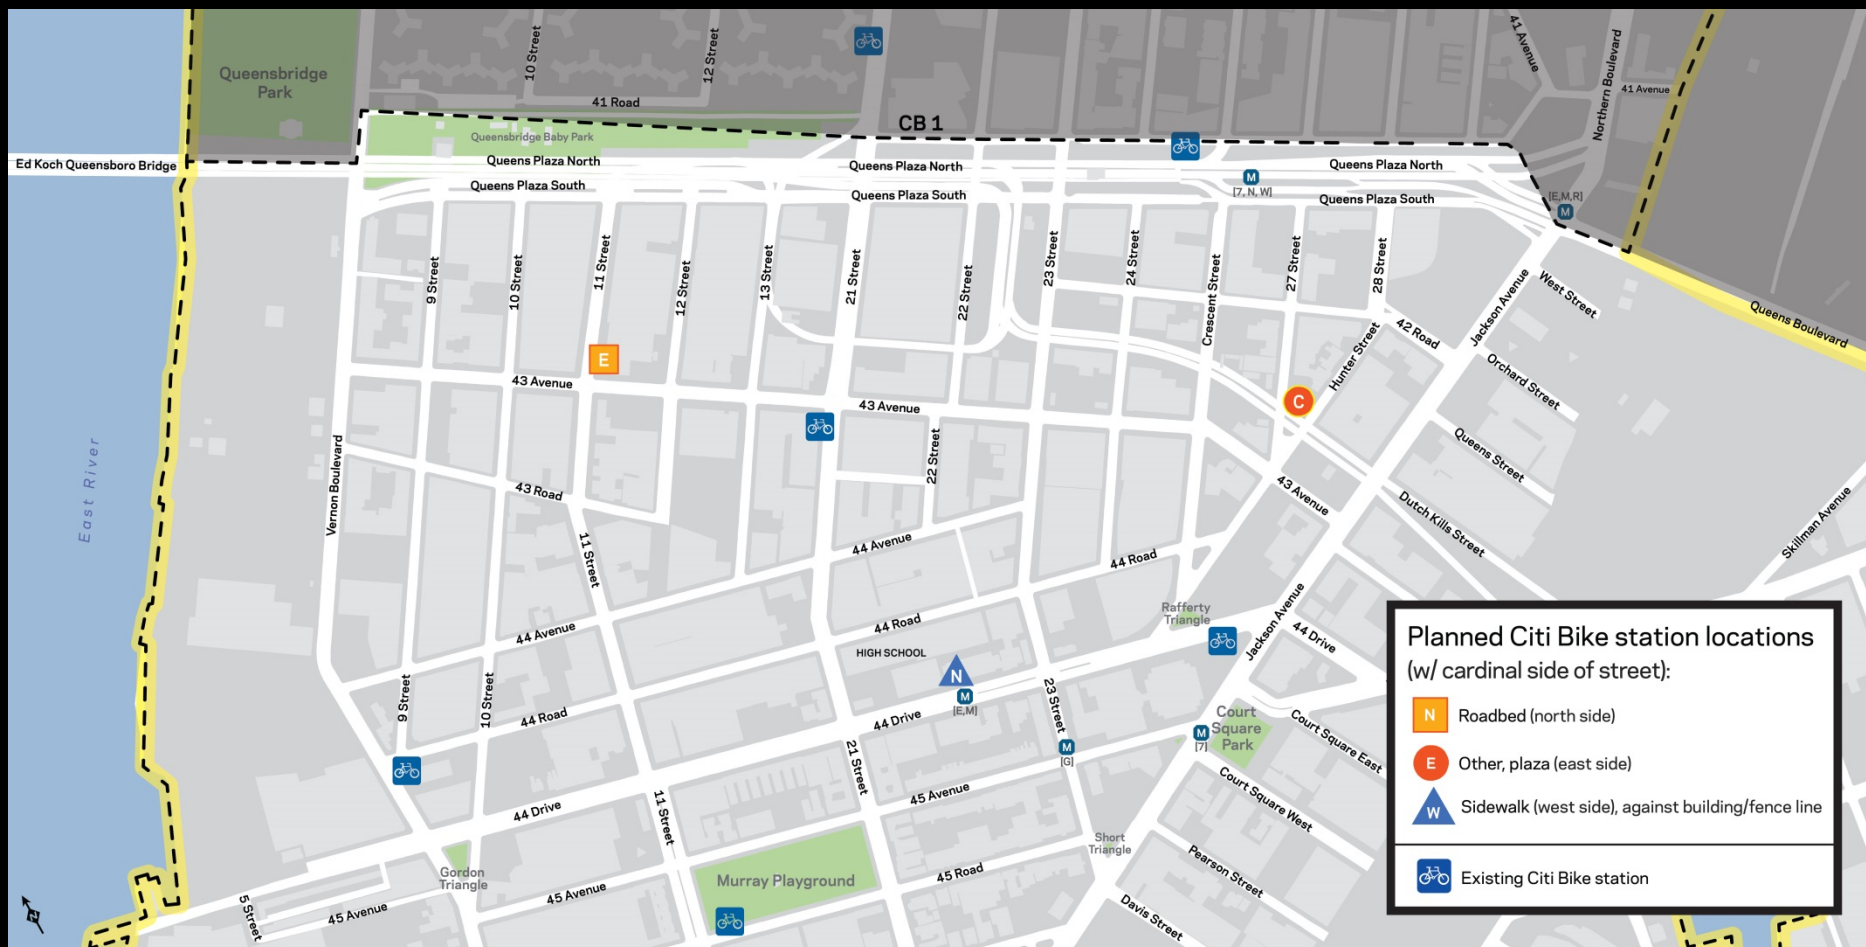 Queensbridge
Park
10 Street
12 Street
41 Road
Queensbridge Baby Park
CB 1
41 Avenue
Northern Boulevard
41 Avenue
Ed Koch Queensboro Bridge
Queens Plaza North
Queens Plaza North
Queens Plaza North
Queens Plaza South
Queens Plaza South
Queens Plaza South
M
[7, N, W]
[E,M,R]
M
9 Street
10 Street
11 Street
12 Street
13 Street
21 Street
22 Street
23 Street
24 Street
Crescent Street
27 Street
28 Street
Jackson Avenue
West Street
Queens Boulevard
42 Road
Hunter Street
Orchard Street
E
43 Avenue
43 Avenue
C
East River
Vernon Boulevard
43 Road
22 Street
43 Avenue
Queens Street
Dutch Kills Street
Skillman Avenue
11 Street
44 Avenue
44 Road
44 Avenue
44 Road
Rafferty
Triangle
Jackson Avenue
44 Drive
HIGH SCHOOL
N
M
[E,M]
9 Street
10 Street
44 Road
44 Drive
23 Street
M
[G]
M
[7]
Court
Square
Park
Court Square East
Court Square West
21 Street
11 Street
44 Drive
45 Avenue
Short
Triangle
Pearson Street
Gordon
Triangle
Murray Playground
45 Road
45 Avenue
45 Avenue
5 Street
Davis Street
N
Planned Citi Bike station locations
(w/ cardinal side of street):
N Roadbed (north side)
E Other, plaza (east side)
W Sidewalk (west side), against building/fence line
Existing Citi Bike station